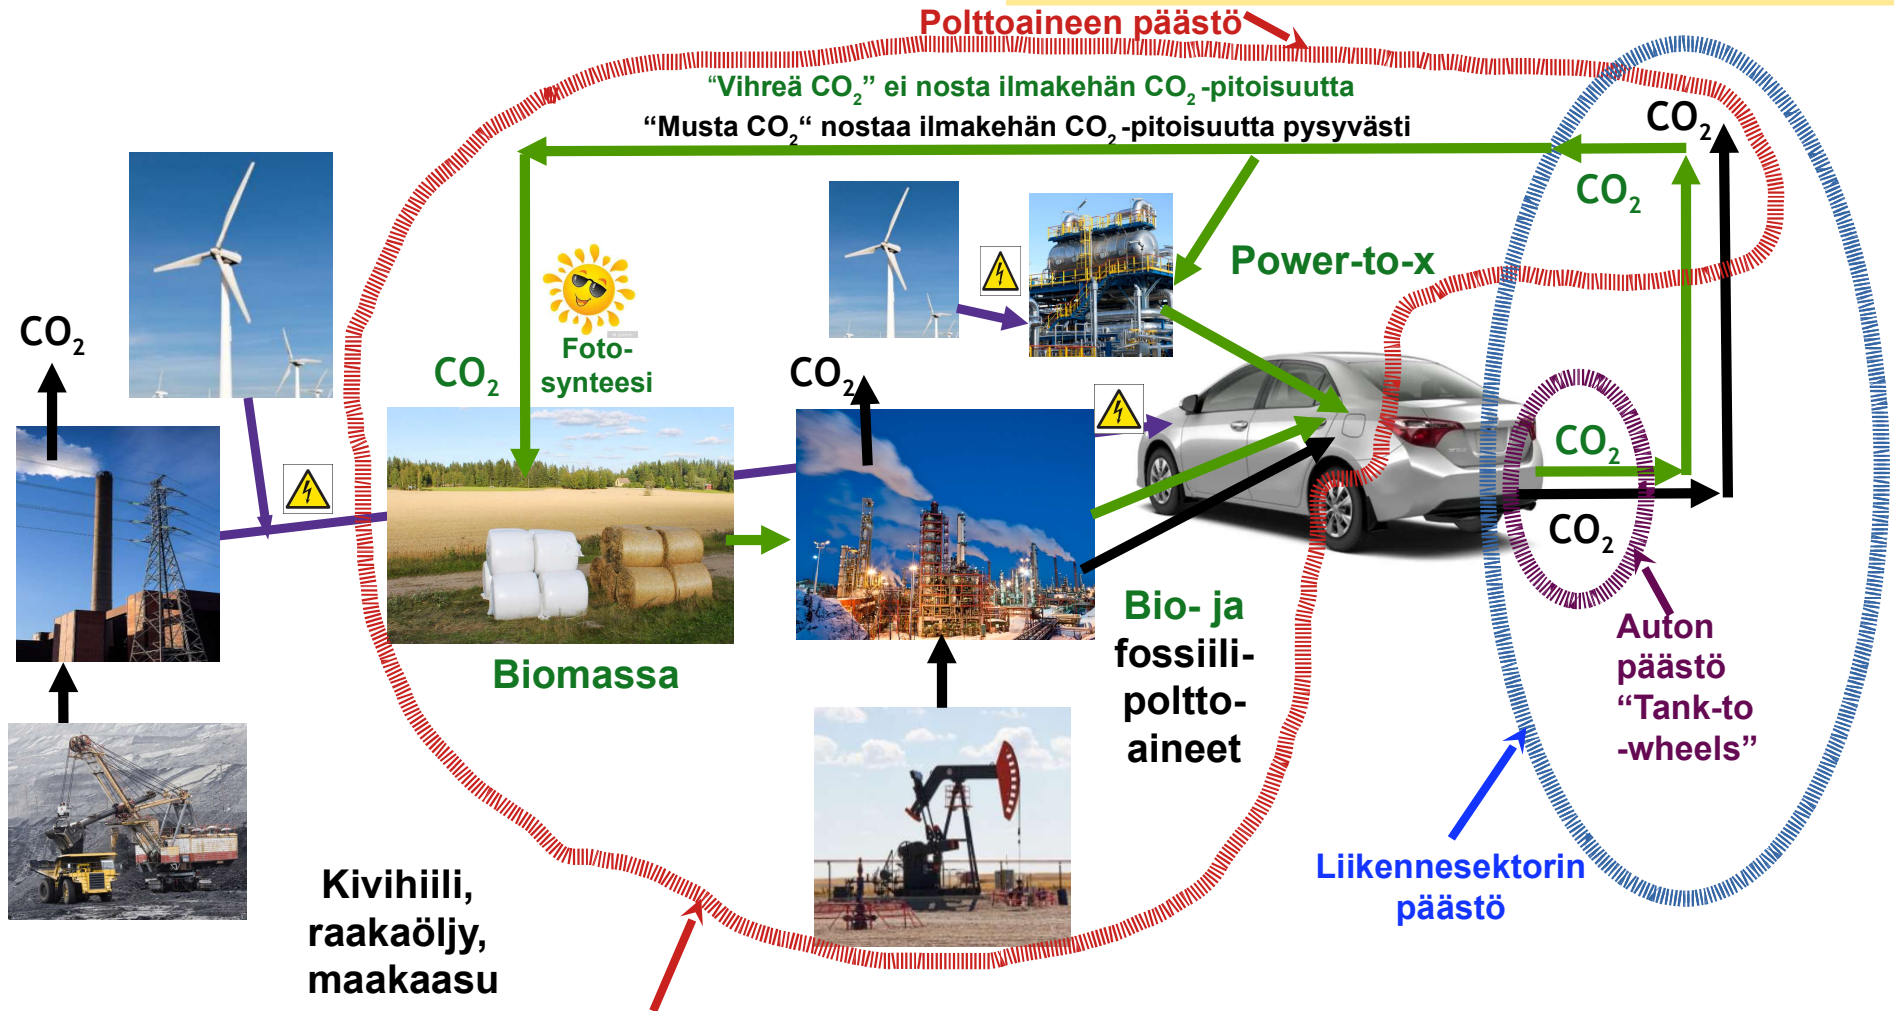 Polttoaineen päästö
“Vihreä CO₂” ei nosta ilmakehän CO₂-pitoisuutta
“Musta CO₂“ nostaa ilmakehän CO₂-pitoisuutta pysyvästi
CO₂
CO₂
Power-to-x
CO₂
Foto-
synteesi
CO₂
CO₂
CO₂
CO₂
Biomassa
Bio- ja
fossiili-
poltto-
aineet
Auton
päästö
“Tank-to
-wheels”
Liikennesektorin
päästö
Kivihiili,
raakaöljy,
maakaasu